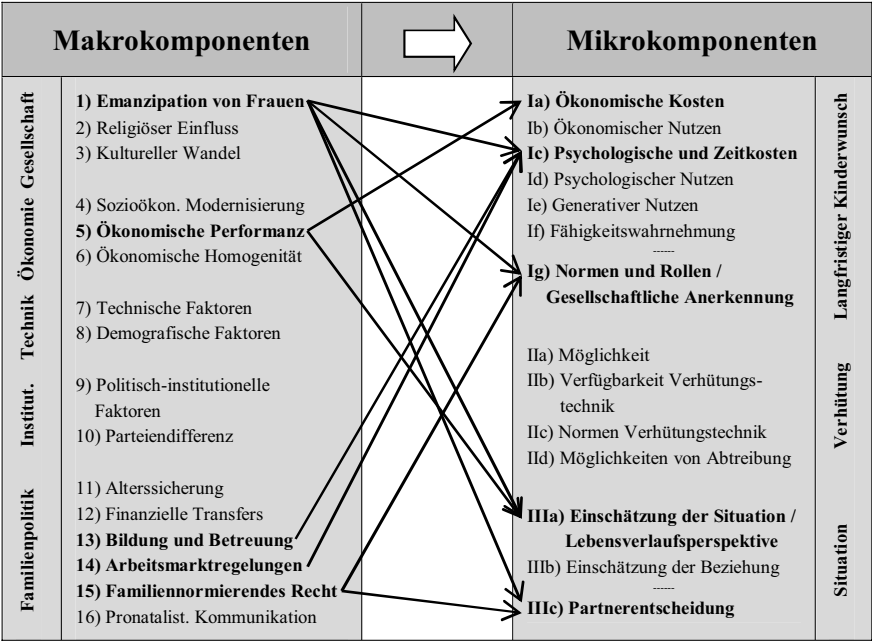 Makrokomponenten
Mikrokomponenten
Gesellschaft
1) Emanzipation von Frauen
2) Religiöser Einfluss
3) Kultureller Wandel
Ökonomie
4) Sozioökon. Modernisierung
5) Ökonomische Performanz
6) Ökonomische Homogenität
Technik
7) Technische Faktoren
8) Demografische Faktoren
Institut.
9) Politisch-institutionelle
Faktoren
10) Parteiendifferenz
Familienpolitik
11) Alterssicherung
12) Finanzielle Transfers
13) Bildung und Betreuung
14) Arbeitsmarktregelungen
15) Familiennormierendes Recht
16) Pronatalist. Kommunikation
Ia) Ökonomische Kosten
Ib) Ökonomischer Nutzen
Ic) Psychologische und Zeitkosten
Id) Psychologischer Nutzen
Ie) Generativer Nutzen
If) Fähigkeitswahrnehmung
------
Ig) Normen und Rollen /
Gesellschaftliche Anerkennung
Langfristiger Kinderwunsch
IIa) Möglichkeit
IIb) Verfügbarkeit Verhütungs-
technik
IIc) Normen Verhütungstechnik
IId) Möglichkeiten von Abtreibung
Verhütung
IIIa) Einschätzung der Situation /
Lebensverlaufsperspektive
IIIb) Einschätzung der Beziehung
------
IIIc) Partnerentscheidung
Situation